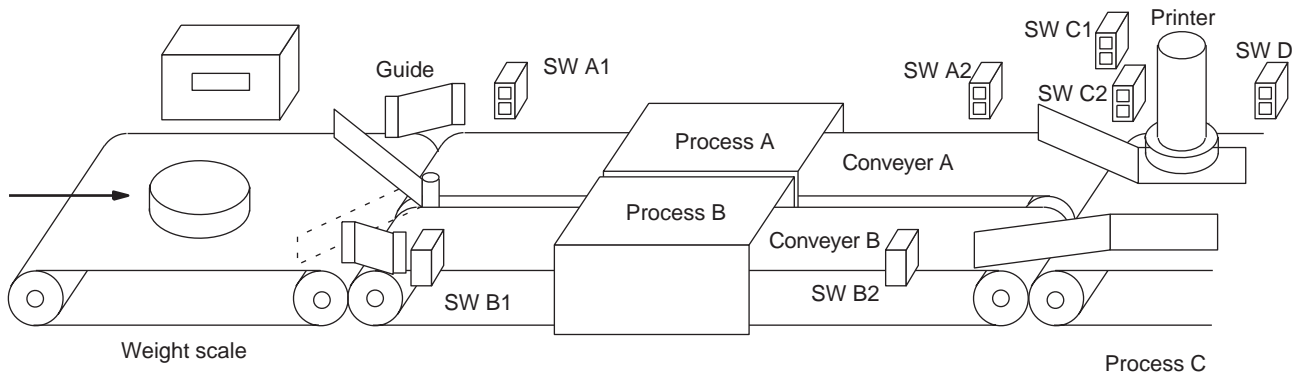 SW C1
Printer
Guide
SW A1
SW A2
SW C2
SW D
Process A
Conveyer A
Process B
Conveyer B
SW B1
SW B2
Weight scale
Process C